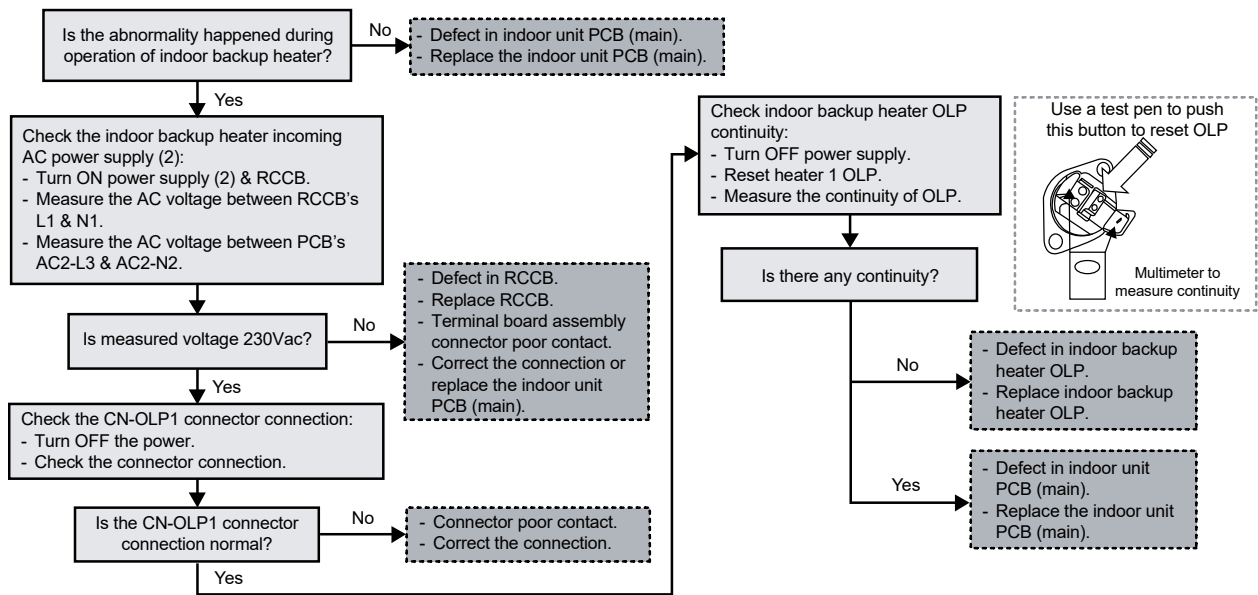 Is the abnormality happened during
operation of indoor backup heater?
No
- Defect in indoor unit PCB (main).
- Replace the indoor unit PCB (main).
Yes
Check the indoor backup heater incoming
AC power supply (2):
- Turn ON power supply (2) & RCCB.
- Measure the AC voltage between RCCB's
L1 & N1.
- Measure the AC voltage between PCB's
AC2-L3 & AC2-N2.
Is measured voltage 230Vac?
No
- Defect in RCCB.
- Replace RCCB.
- Terminal board assembly
connector poor contact.
- Correct the connection or
replace the indoor unit
PCB (main).
Yes
Check the CN-OLP1 connector connection:
- Turn OFF the power.
- Check the connector connection.
Is the CN-OLP1 connector
connection normal?
No
- Connector poor contact.
- Correct the connection.
Yes
Check indoor backup heater OLP
continuity:
- Turn OFF power supply.
- Reset heater 1 OLP.
- Measure the continuity of OLP.
Use a test pen to push
this button to reset OLP
Multimeter to
measure continuity
Is there any continuity?
No
- Defect in indoor backup
heater OLP.
- Replace indoor backup
heater OLP.
Yes
- Defect in indoor unit
PCB (main).
- Replace the indoor unit
PCB (main).